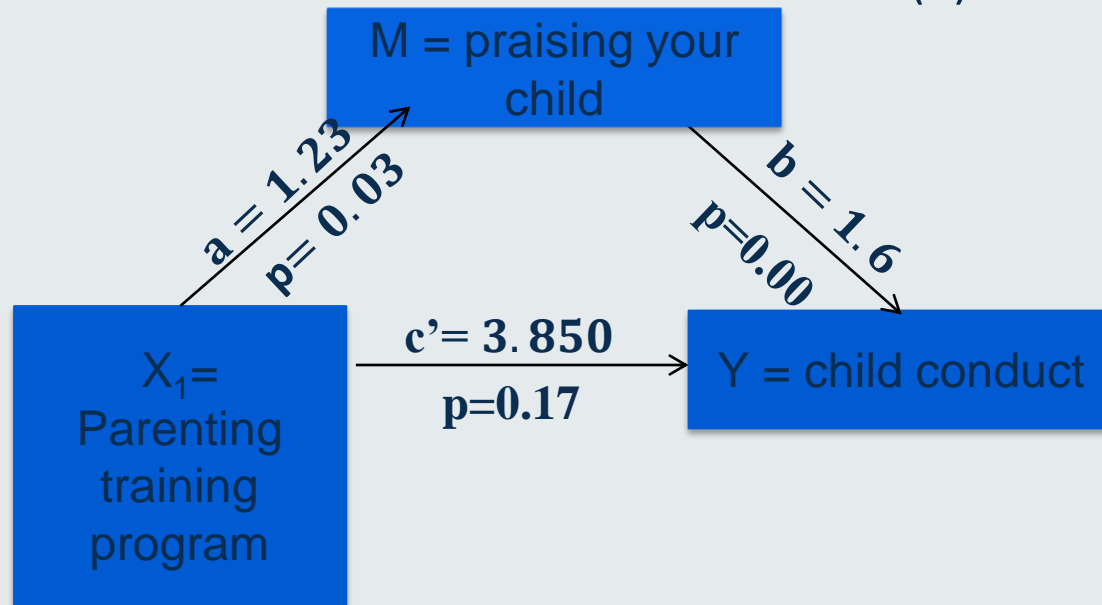 M = praising your
child
a = 1.23
p= 0.03
b = 1.6
p=0.00
X₁=
Parenting
training
program
c’= 3.850
p=0.17
Y = child conduct